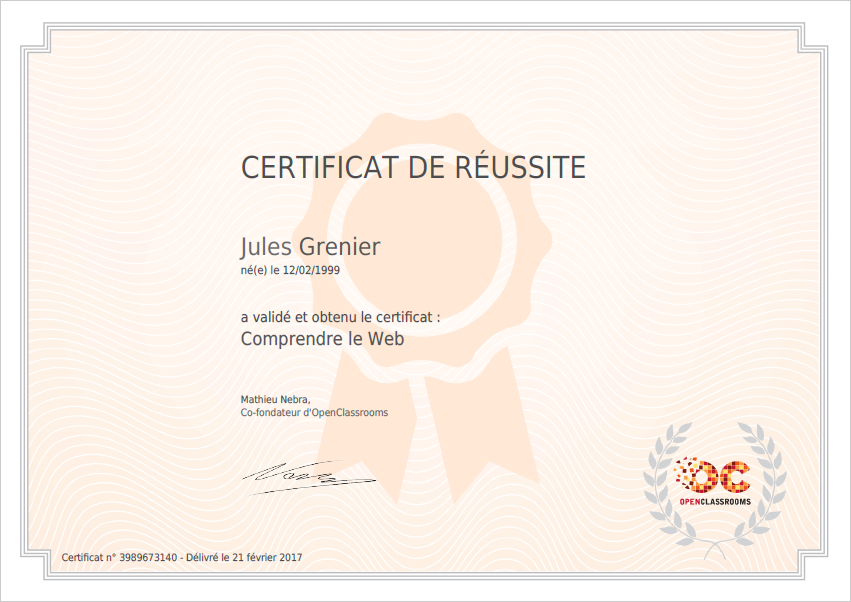 CERTIFICAT DE RÉUSSITE
Jules Grenier
né(e) le 12/02/1999
a validé et obtenu le certificat :
Comprendre le Web
Mathieu Nebra,
Co-fondateur d'OpenClassrooms
OC
OPENCLASSROOMS
Certificat n° 3989673140 - Délivré le 21 février 2017